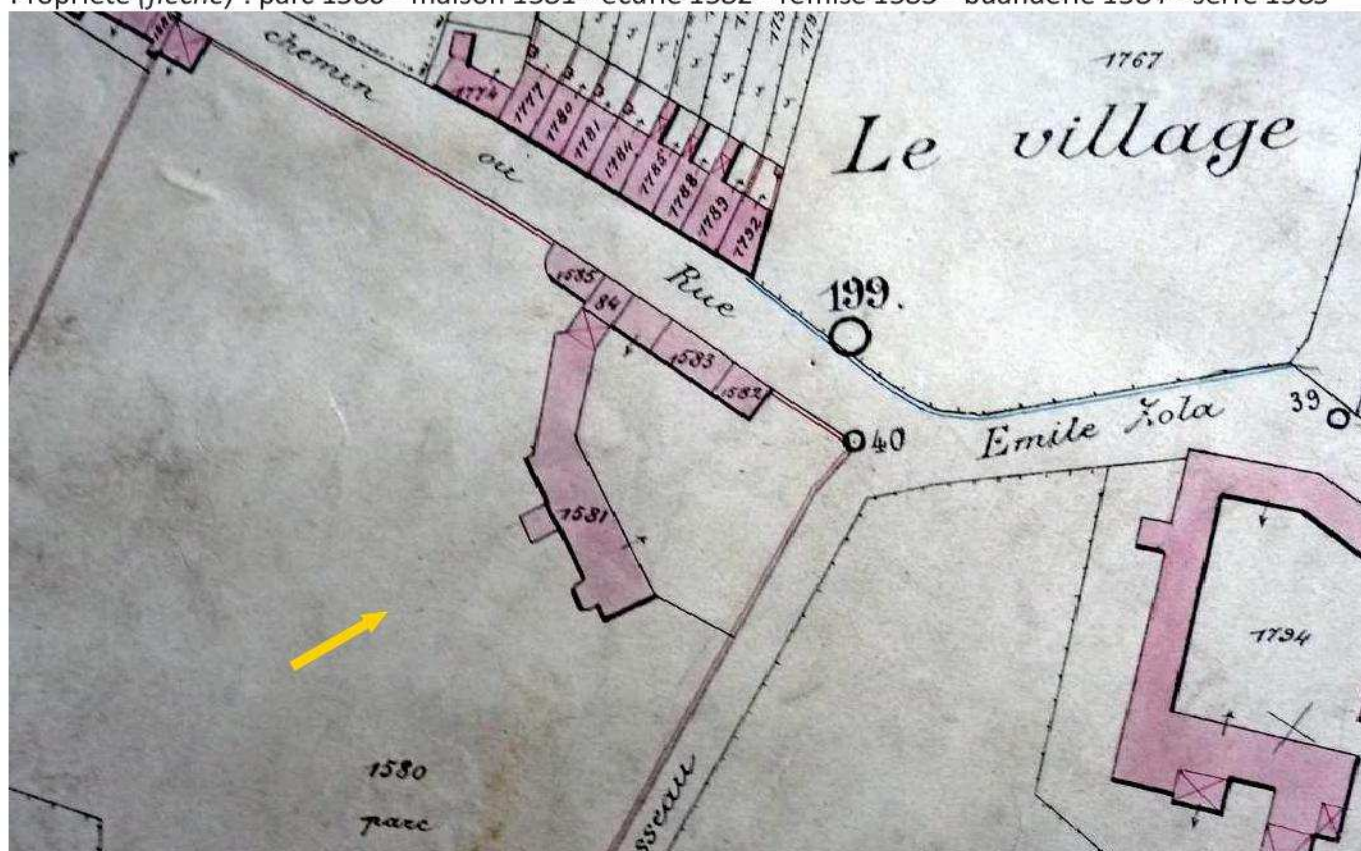 Propriété (flèche) : parc 1580 - maison 1581 - écurie 1582 - remise 1583 - buanderie 1584 - serre 1585
1767
Le village
chemin
ou
Rue
Emile Zola
1774
1777
1780
1781
1784
1785
1788
1789
1792
199.
1585
84
1583
1582
40
39
1581
1794
1580
parc
sseau